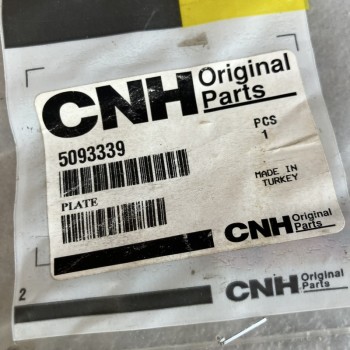 CNH Original
Parts
5093339
PCS
1
PLATE
MADE IN
TURKEY
CNH Original
Parts
2
CNH Original
Parts